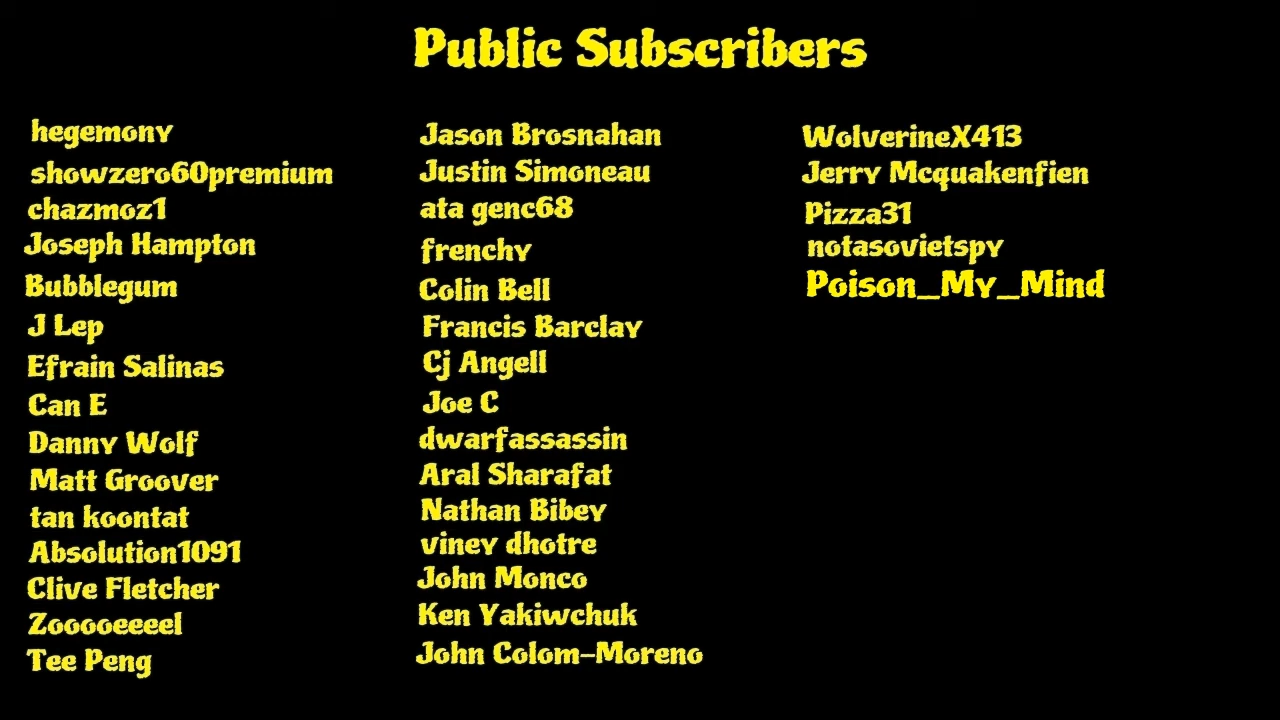 Public Subscribers
hegemony
showzero60premium
chazmoz1
Joseph Hampton
Bubblegum
J Lep
Efrain Salinas
Can E
Danny Wolf
Matt Groover
tan koontat
Absolution1091
Clive Fletcher
Zooooeeeel
Tee Peng
Jason Brosnahan
Justin Simoneau
ata genc68
frenchy
Colin Bell
Francis Barclay
Cj Angell
Joe C
dwarfassassin
Aral Sharafat
Nathan Bibey
viney dhotre
John Monco
Ken Yakiwchuk
John Colom-Moreno
WolverineX413
Jerry Mcquakenfien
Pizza31
notasovietspy
Poison_My_Mind